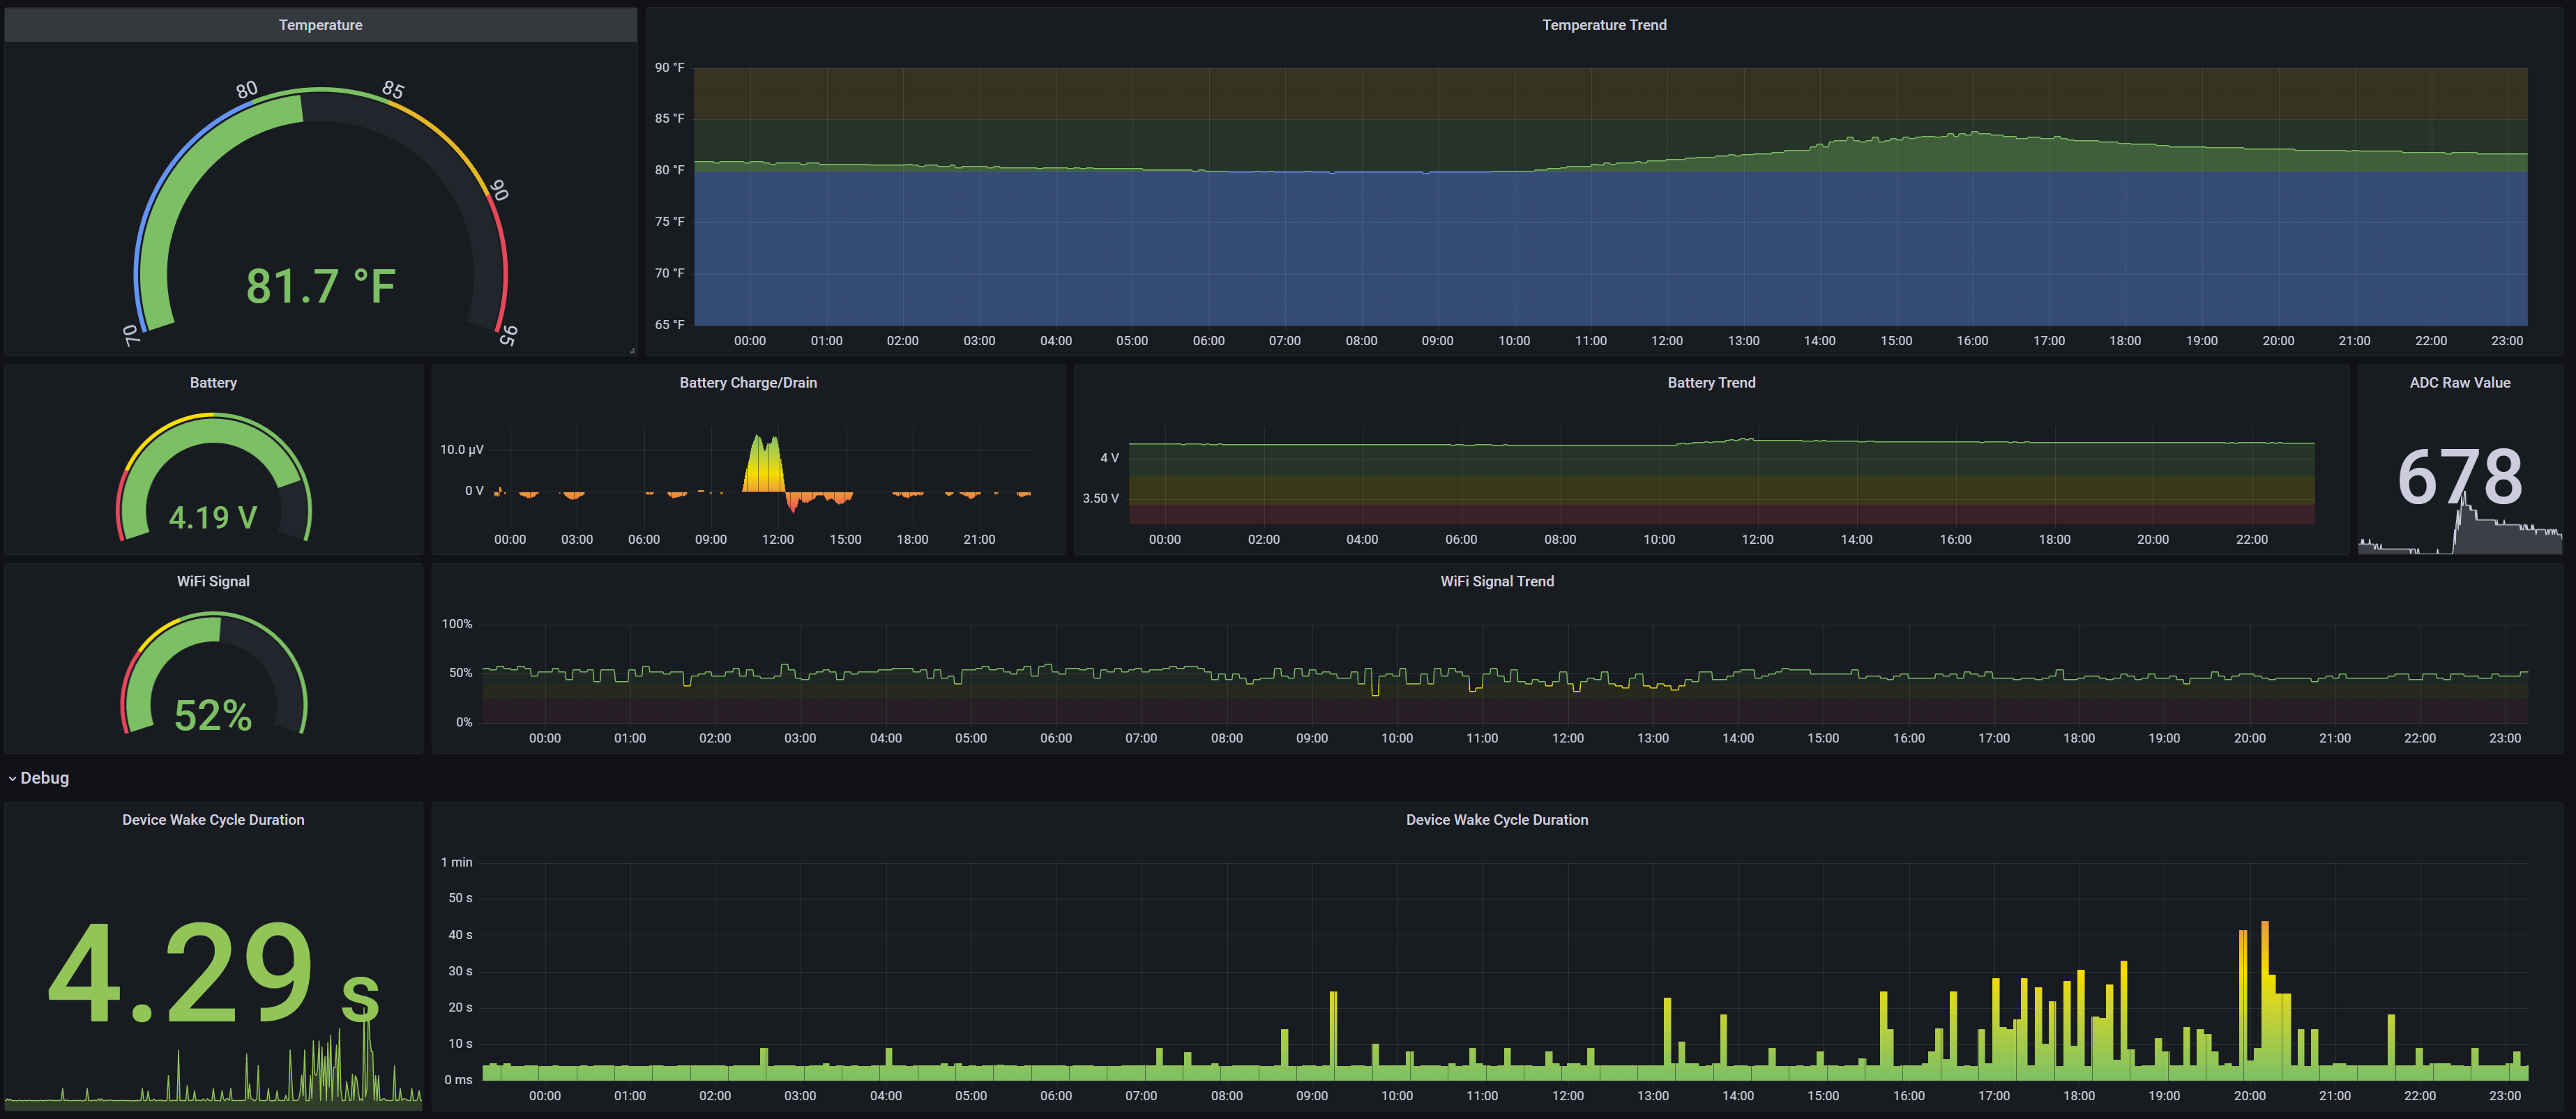 Temperature
80
85
90
70
95
81.7 °F
Temperature Trend
90 °F
85 °F
80 °F
75 °F
70 °F
65 °F
00:00 01:00 02:00 03:00 04:00 05:00 06:00 07:00 08:00 09:00 10:00 11:00 12:00 13:00 14:00 15:00 16:00 17:00 18:00 19:00 20:00 21:00 22:00 23:00
Battery
4.19 V
Battery Charge/Drain
10.0 µV
0 V
00:00 03:00 06:00 09:00 12:00 15:00 18:00 21:00
Battery Trend
4 V
3.50 V
00:00 02:00 04:00 06:00 08:00 10:00 12:00 14:00 16:00 18:00 20:00 22:00
ADC Raw Value
678
WiFi Signal
52%
WiFi Signal Trend
100%
50%
0%
00:00 01:00 02:00 03:00 04:00 05:00 06:00 07:00 08:00 09:00 10:00 11:00 12:00 13:00 14:00 15:00 16:00 17:00 18:00 19:00 20:00 21:00 22:00 23:00
Debug
Device Wake Cycle Duration
4.29 s
Device Wake Cycle Duration
1 min
50 s
40 s
30 s
20 s
10 s
0 ms
00:00 01:00 02:00 03:00 04:00 05:00 06:00 07:00 08:00 09:00 10:00 11:00 12:00 13:00 14:00 15:00 16:00 17:00 18:00 19:00 20:00 21:00 22:00 23:00